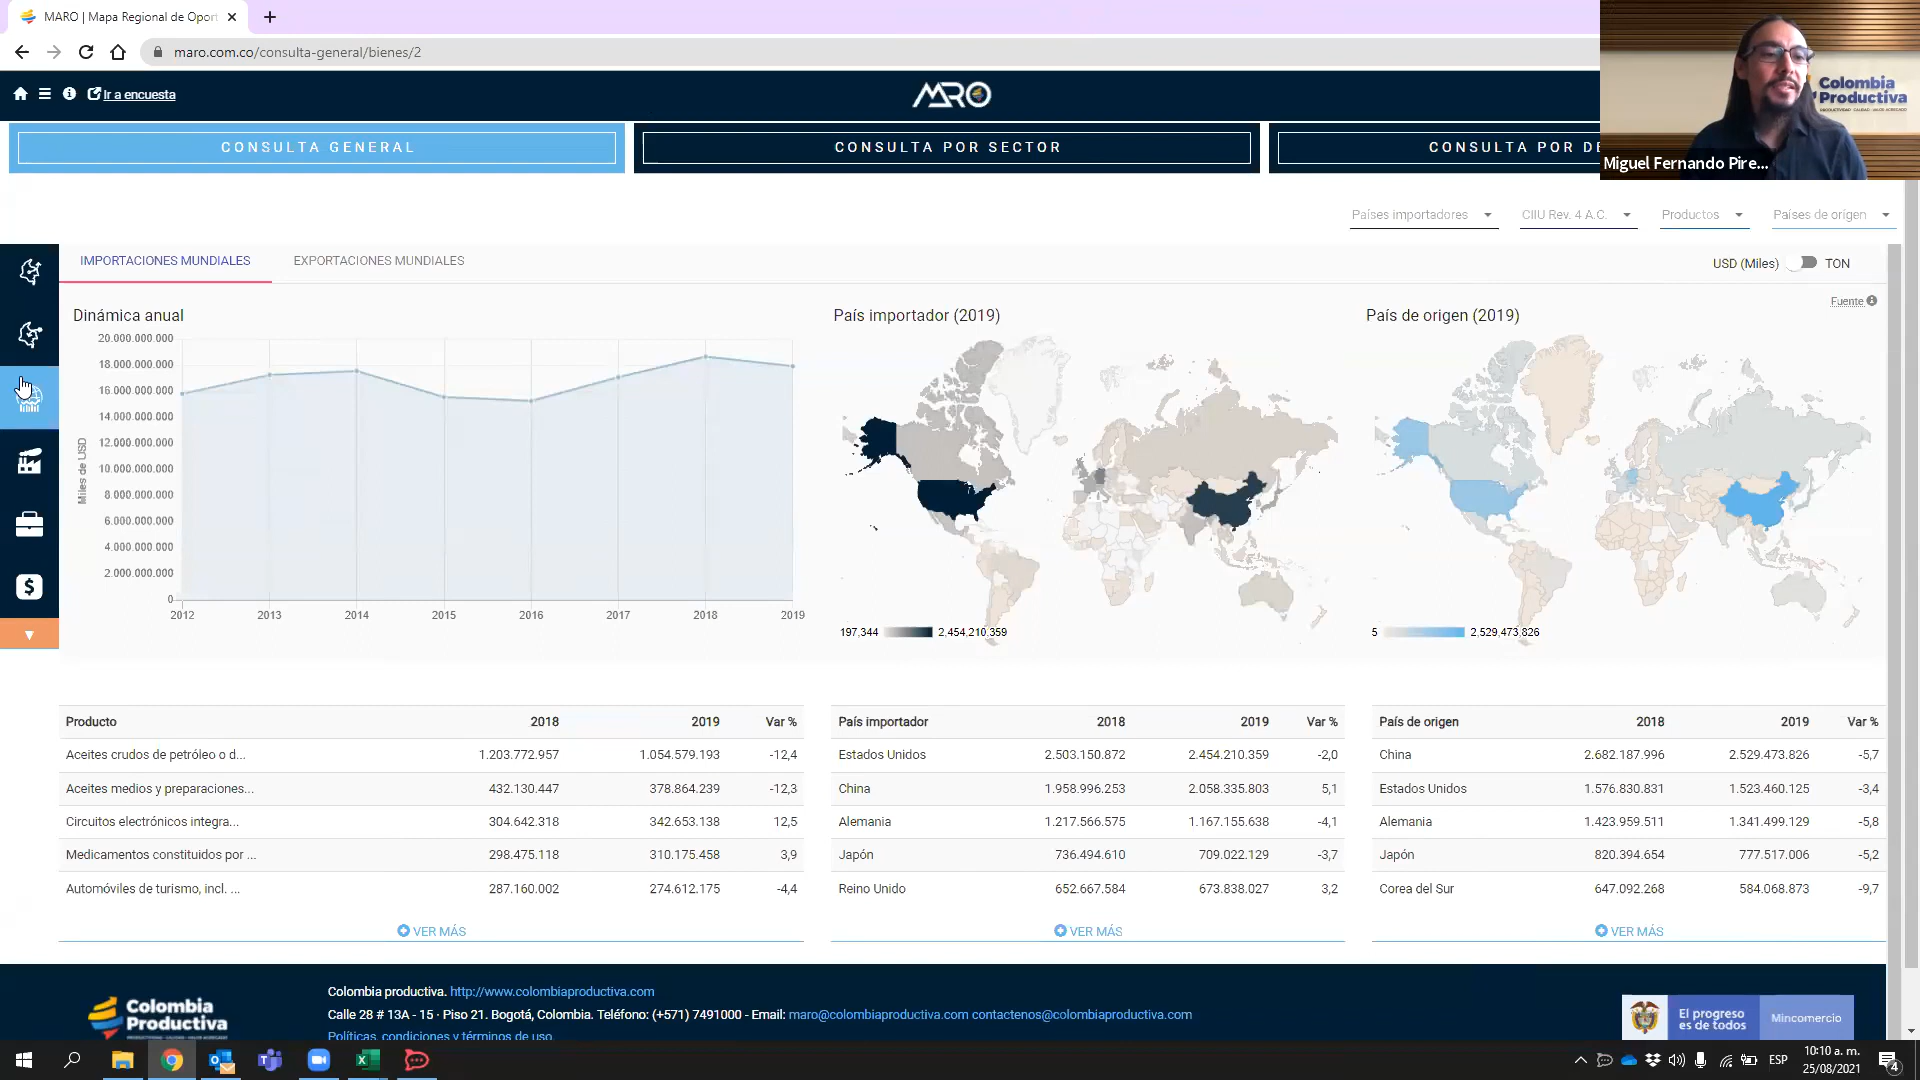 MARO | Mapa Regional de Oport
maro.com.co/consulta-general/bienes/2
Ir a encuesta
MRO
CONSULTA GENERAL
CONSULTA POR SECTOR
CONSULTA POR DE
Colombia
Productiva
Miguel Fernando Pire...
Países importadores
CIIU Rev. 4 A.C.
Productos
Países de origen
IMPORTACIONES MUNDIALES
EXPORTACIONES MUNDIALES
USD (Miles)
TON
Fuente
Dinámica anual
Miles de USD
20.000.000.000
18.000.000.000
16.000.000.000
14.000.000.000
12.000.000.000
10.000.000.000
8.000.000.000
6.000.000.000
4.000.000.000
2.000.000.000
0
2012 2013 2014 2015 2016 2017 2018 2019
País importador (2019)
197,344 2,454,210,359
País de origen (2019)
5 2,529,473,826
Producto 2018 2019 Var %
Aceites crudos de petróleo o d... 1.203.772.957 1.054.579.193 -12,4
Aceites medios y preparaciones... 432.130.447 378.864.239 -12,3
Circuitos electrónicos integra... 304.642.318 342.653.138 12,5
Medicamentos constituidos por ... 298.475.118 310.175.458 3,9
Automóviles de turismo, incl. ... 287.160.002 274.612.175 -4,4
VER MÁS
País importador 2018 2019 Var %
Estados Unidos 2.503.150.872 2.454.210.359 -2,0
China 1.958.996.253 2.058.335.803 5,1
Alemania 1.217.566.575 1.167.155.638 -4,1
Japón 736.494.610 709.022.129 -3,7
Reino Unido 652.667.584 673.838.027 3,2
VER MÁS
País de origen 2018 2019 Var %
China 2.682.187.996 2.529.473.826 -5,7
Estados Unidos 1.576.830.831 1.523.460.125 -3,4
Alemania 1.423.959.511 1.341.499.129 -5,8
Japón 820.394.654 777.517.006 -5,2
Corea del Sur 647.092.268 584.068.873 -9,7
VER MÁS
Colombia
Productiva
Colombia productiva. http://www.colombiaproductiva.com
Calle 28 # 13A - 15 · Piso 21. Bogotá, Colombia. Teléfono: (+571) 7491000 - Email: maro@colombiaproductiva.com contactenos@colombiaproductiva.com
Políticas, condiciones y términos de uso.
El progreso
es de todos
Mincomercio
ESP
10:10 a. m.
25/08/2021
4